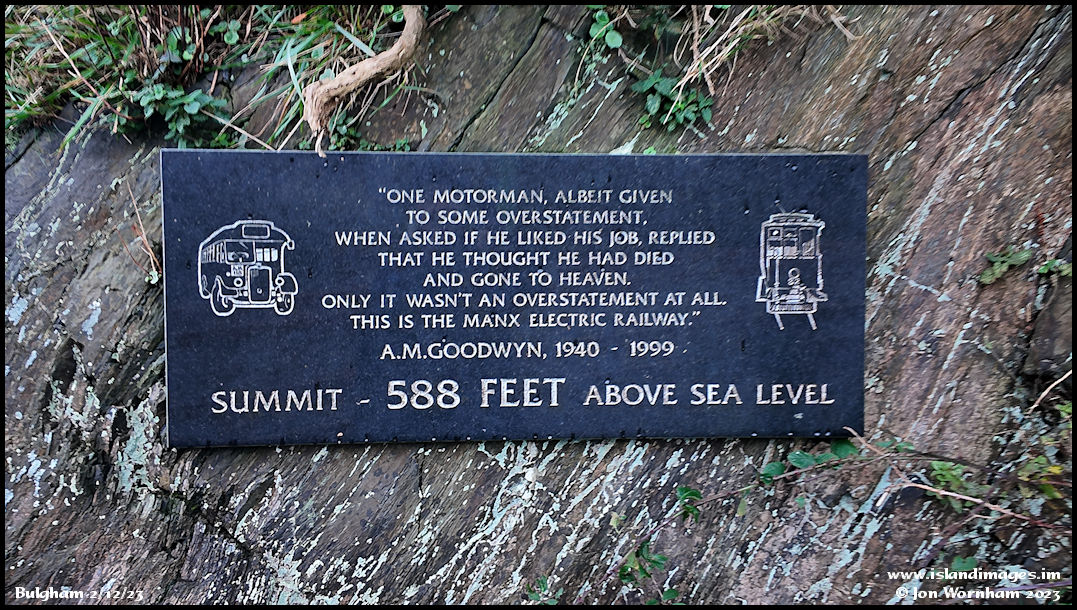 "ONE MOTORMAN, ALBEIT GIVEN
TO SOME OVERSTATEMENT,
WHEN ASKED IF HE LIKED HIS JOB, REPLIED
THAT HE THOUGHT HE HAD DIED
AND GONE TO HEAVEN.
ONLY IT WASN'T AN OVERSTATEMENT AT ALL.
THIS IS THE MANX ELECTRIC RAILWAY."
A.M.GOODWYN, 1940 - 1999
SUMMIT - 588 FEET ABOVE SEA LEVEL
Bulgham 2/12/23
www.islandimages.im
© Jon Wornham 2023